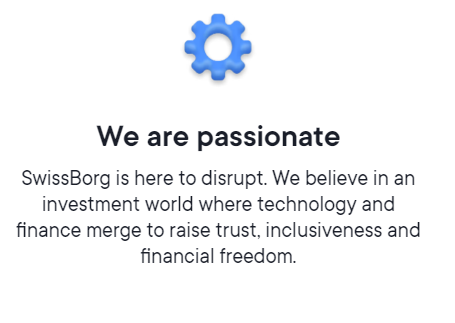 We are passionate
SwissBorg is here to disrupt. We believe in an
investment world where technology and
finance merge to raise trust, inclusiveness and
financial freedom.